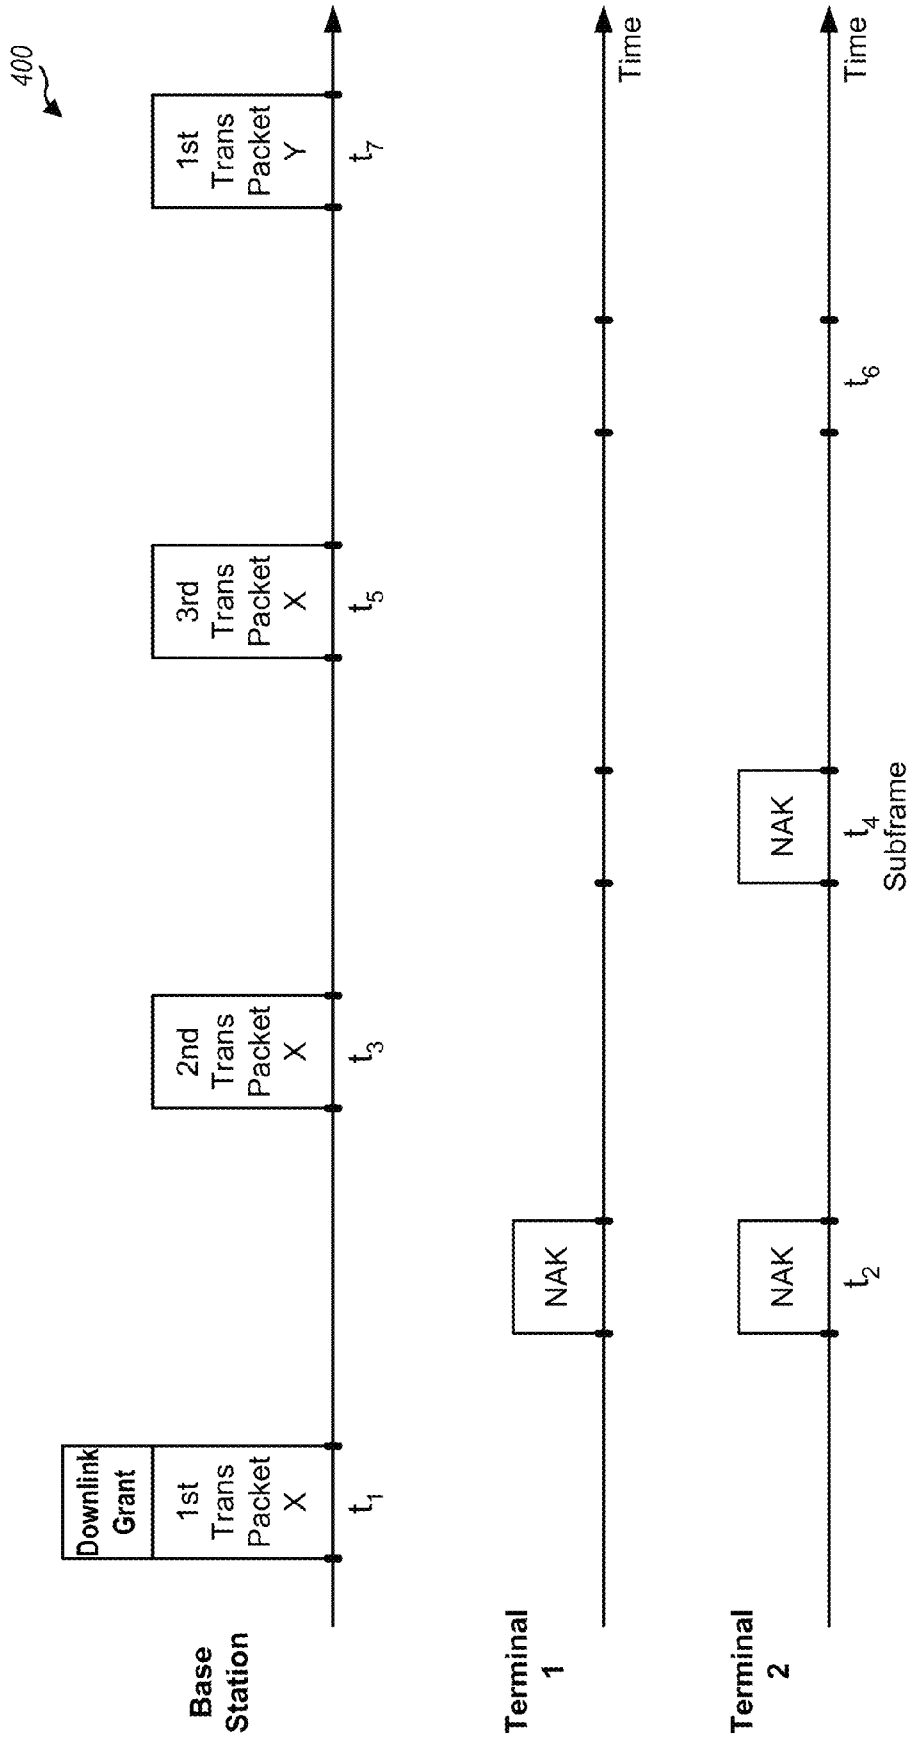 400
Base
Station
Downlink
Grant
1st
Trans
Packet
X
t1
2nd
Trans
Packet
X
t3
3rd
Trans
Packet
X
t5
1st
Trans
Packet
Y
t7
Terminal
1
NAK
Time
Terminal
2
NAK
t2
NAK
t4
Subframe
t6
Time